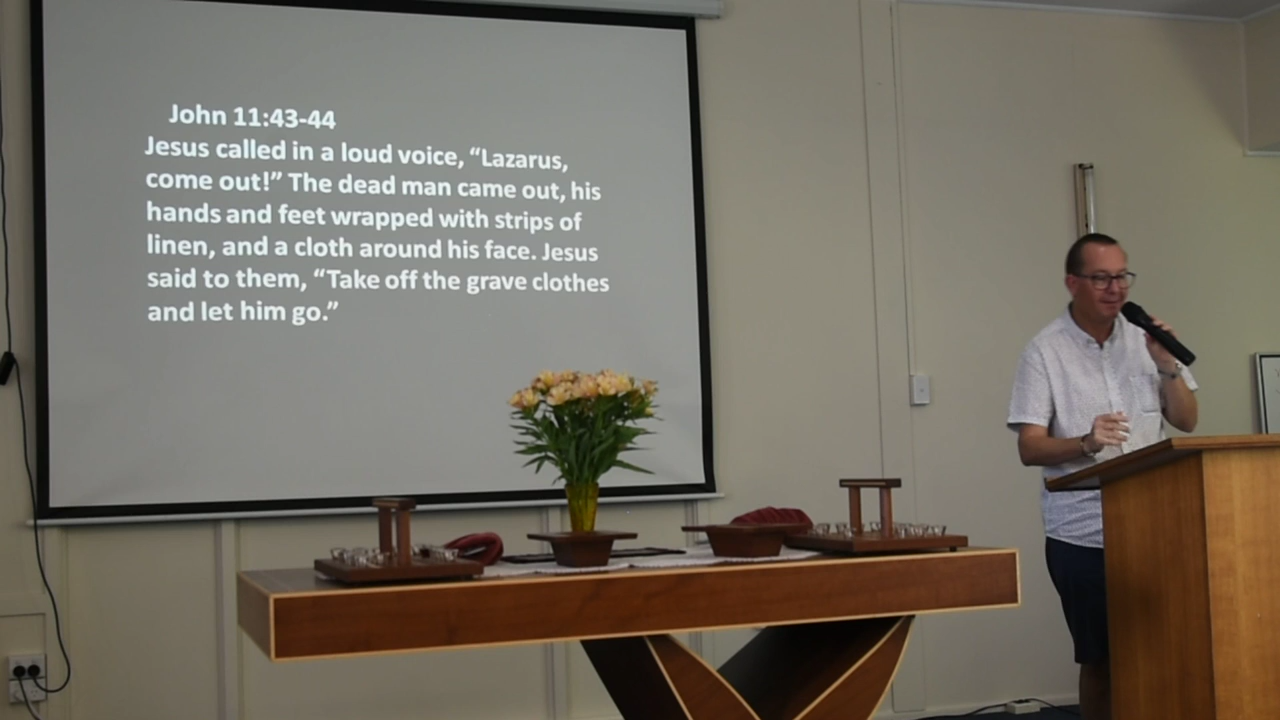 John 11:43-44
Jesus called in a loud voice, “Lazarus,
come out!” The dead man came out, his
hands and feet wrapped with strips of
linen, and a cloth around his face. Jesus
said to them, “Take off the grave clothes
and let him go.”